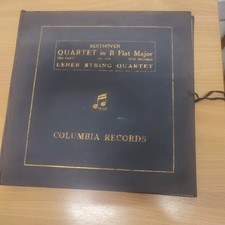 BEETHOVEN
QUARTET in B Flat Major
LENER STRING QUARTET
COLUMBIA RECORDS